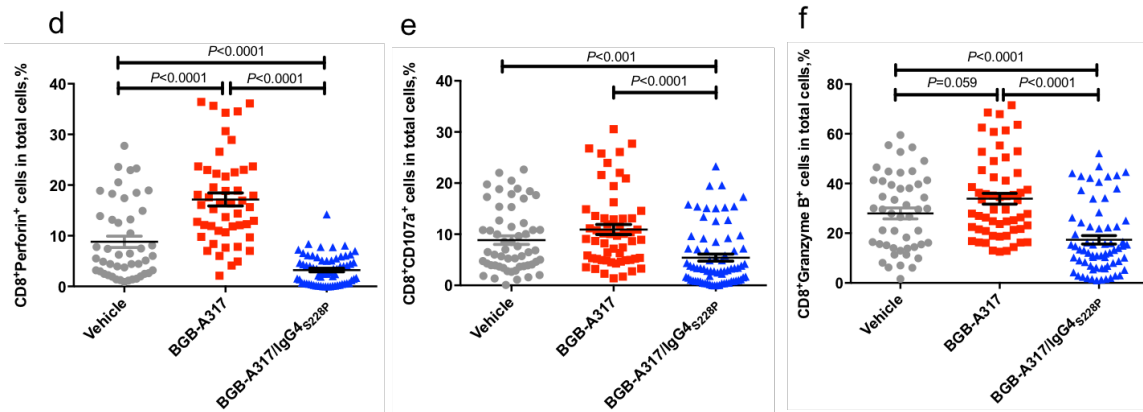 d
P<0.0001
P<0.0001
P<0.0001
CD8⁺Perforin⁺ cells in total cells,%
40
30
20
10
0
Vehicle
BGB-A317
BGB-A317/IgG4S228P
e
P<0.001
P<0.0001
CD8⁺CD107a⁺ cells in total cells,%
40
30
20
10
0
Vehicle
BGB-A317
BGB-A317/IgG4S228P
f
P<0.0001
P=0.059
P<0.0001
CD8⁺Granzyme B⁺ cells in total cells,%
80
60
40
20
0
Vehicle
BGB-A317
BGB-A317/IgG4S228P